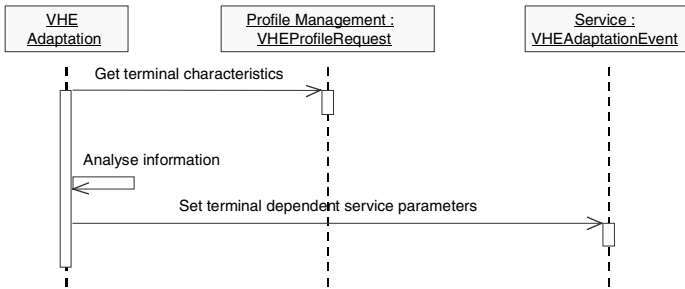 VHE
Adaptation
Profile Management :
VHEProfileRequest
Service :
VHEAdaptationEvent
Get terminal characteristics
Analyse information
Set terminal dependent service parameters